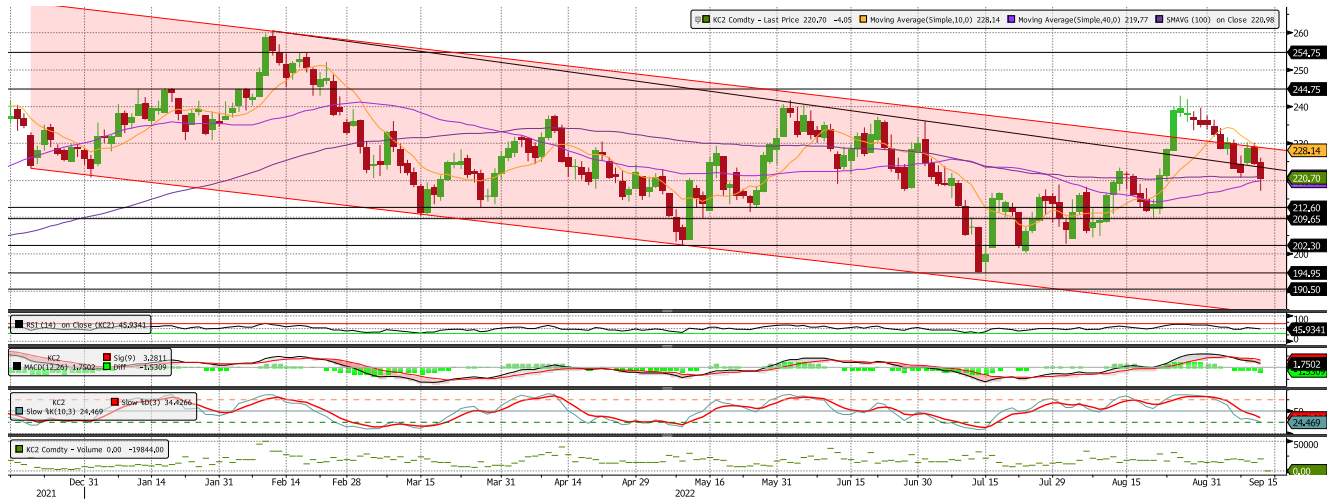 KC2 Comdty - Last Price 220.70 -4.05 Moving Average(Simple,10,0) 228.14 Moving Average(Simple,40,0) 219.77 SMAVG (100) on Close 220.98
260
254,75
250
244,75
240
230
228,14
220,70
212,60
209,65
202,30
200
194,95
190,50
RSI (14) on Close (KC2) 45.9341
100
45,9341
0
KC2 Sig(9) 3.2811
MACD(12,26) 1.7502 Diff -1.5309
1,7502
KC2 Slow %D(3) 34.4266
Slow %K(10,3) 24,469
50
24,469
KC2 Comdty - Volume 0,00 -19844,00
50000
0,00
Dec 31 Jan 14 Jan 31 Feb 14 Feb 28 Mar 15 Mar 31 Apr 14 Apr 29 May 16 May 31 Jun 15 Jun 30 Jul 15 Jul 29 Aug 15 Aug 31 Sep 15
2021 2022